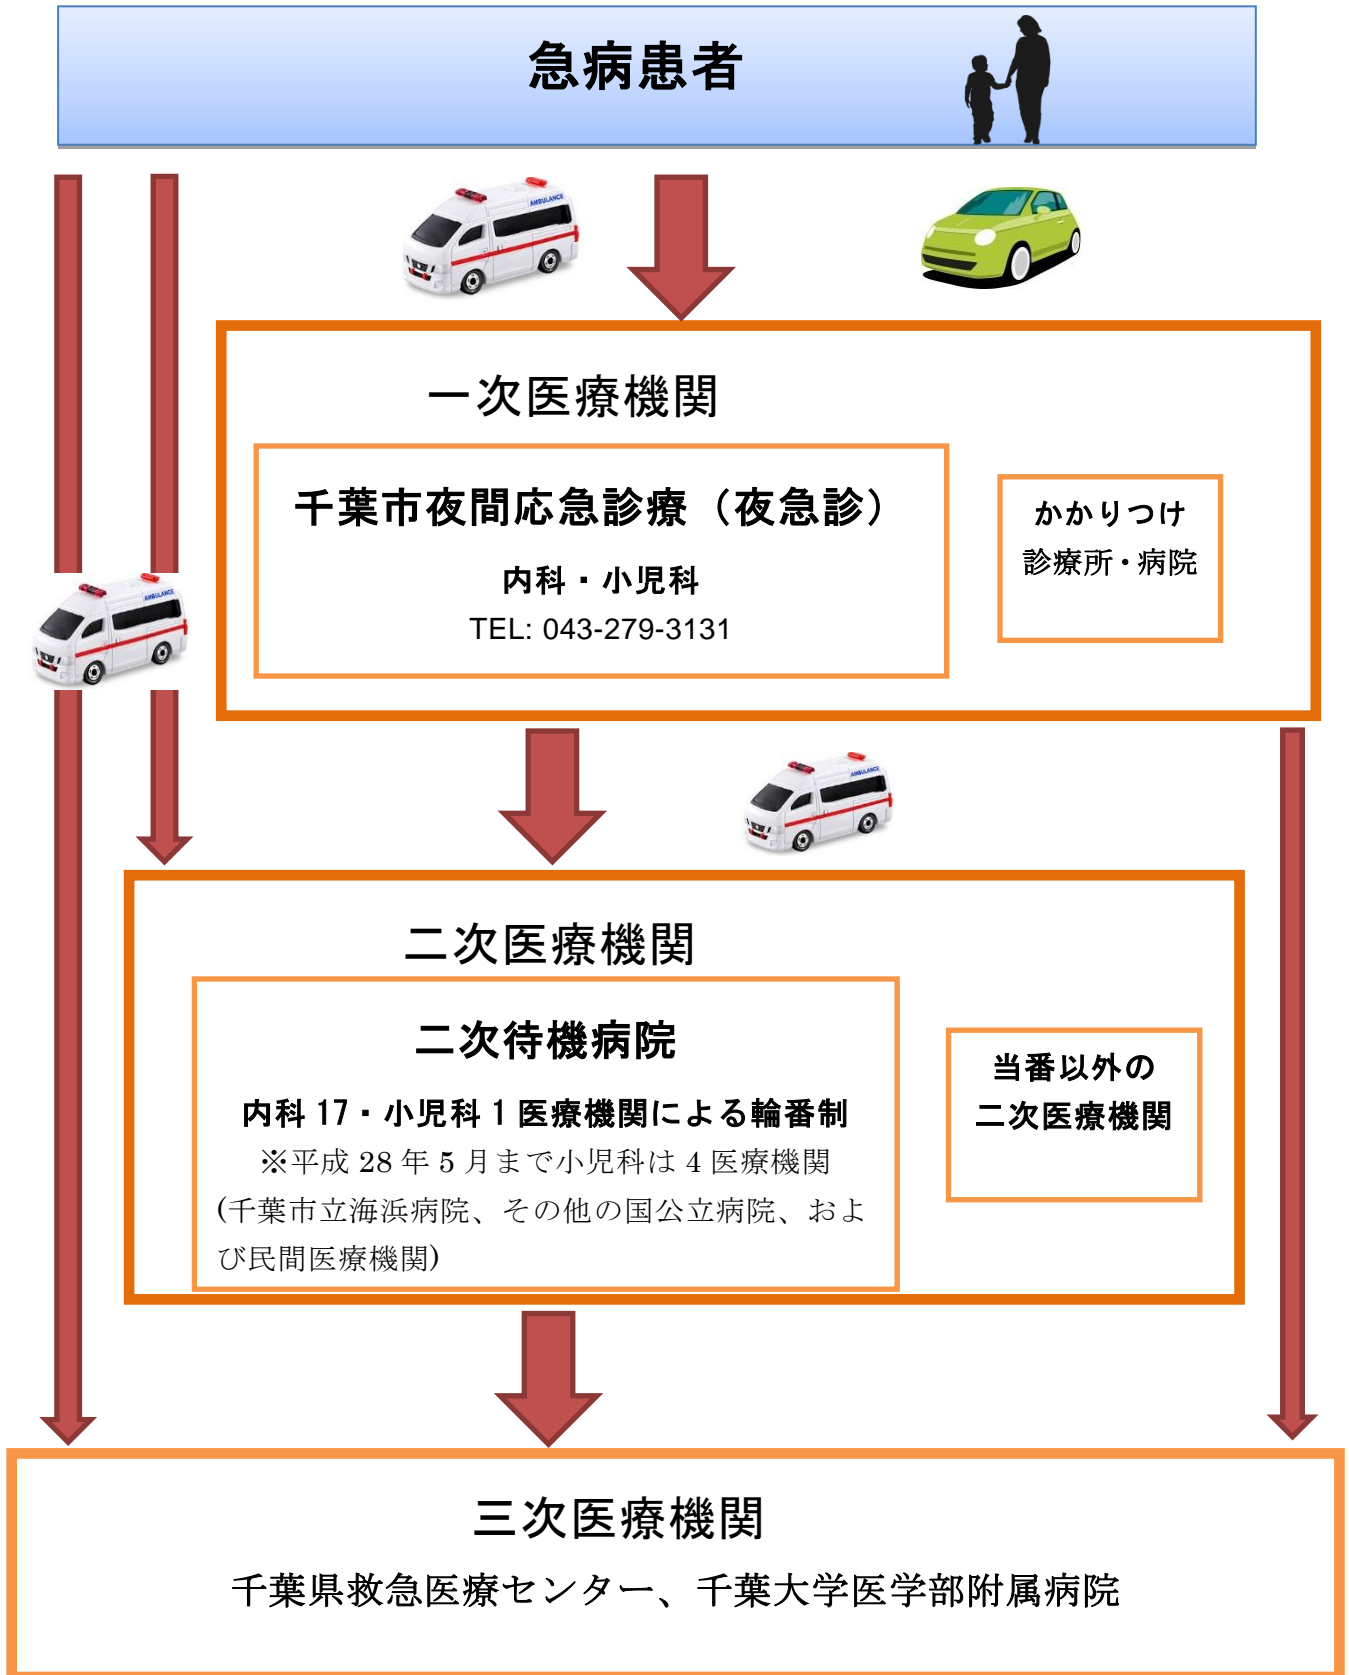 急病患者
AMBULANCE
一次医療機関
千葉市夜間応急診療（夜急診）
内科・小児科
TEL: 043-279-3131
かかりつけ
診療所・病院
AMBULANCE
AMBULANCE
二次医療機関
二次待機病院
内科 17・小児科 1 医療機関による輪番制
※平成 28 年 5 月まで小児科は 4 医療機関
(千葉市立海浜病院、その他の国公立病院、およ
び民間医療機関)
当番以外の
二次医療機関
三次医療機関
千葉県救急医療センター、千葉大学医学部附属病院